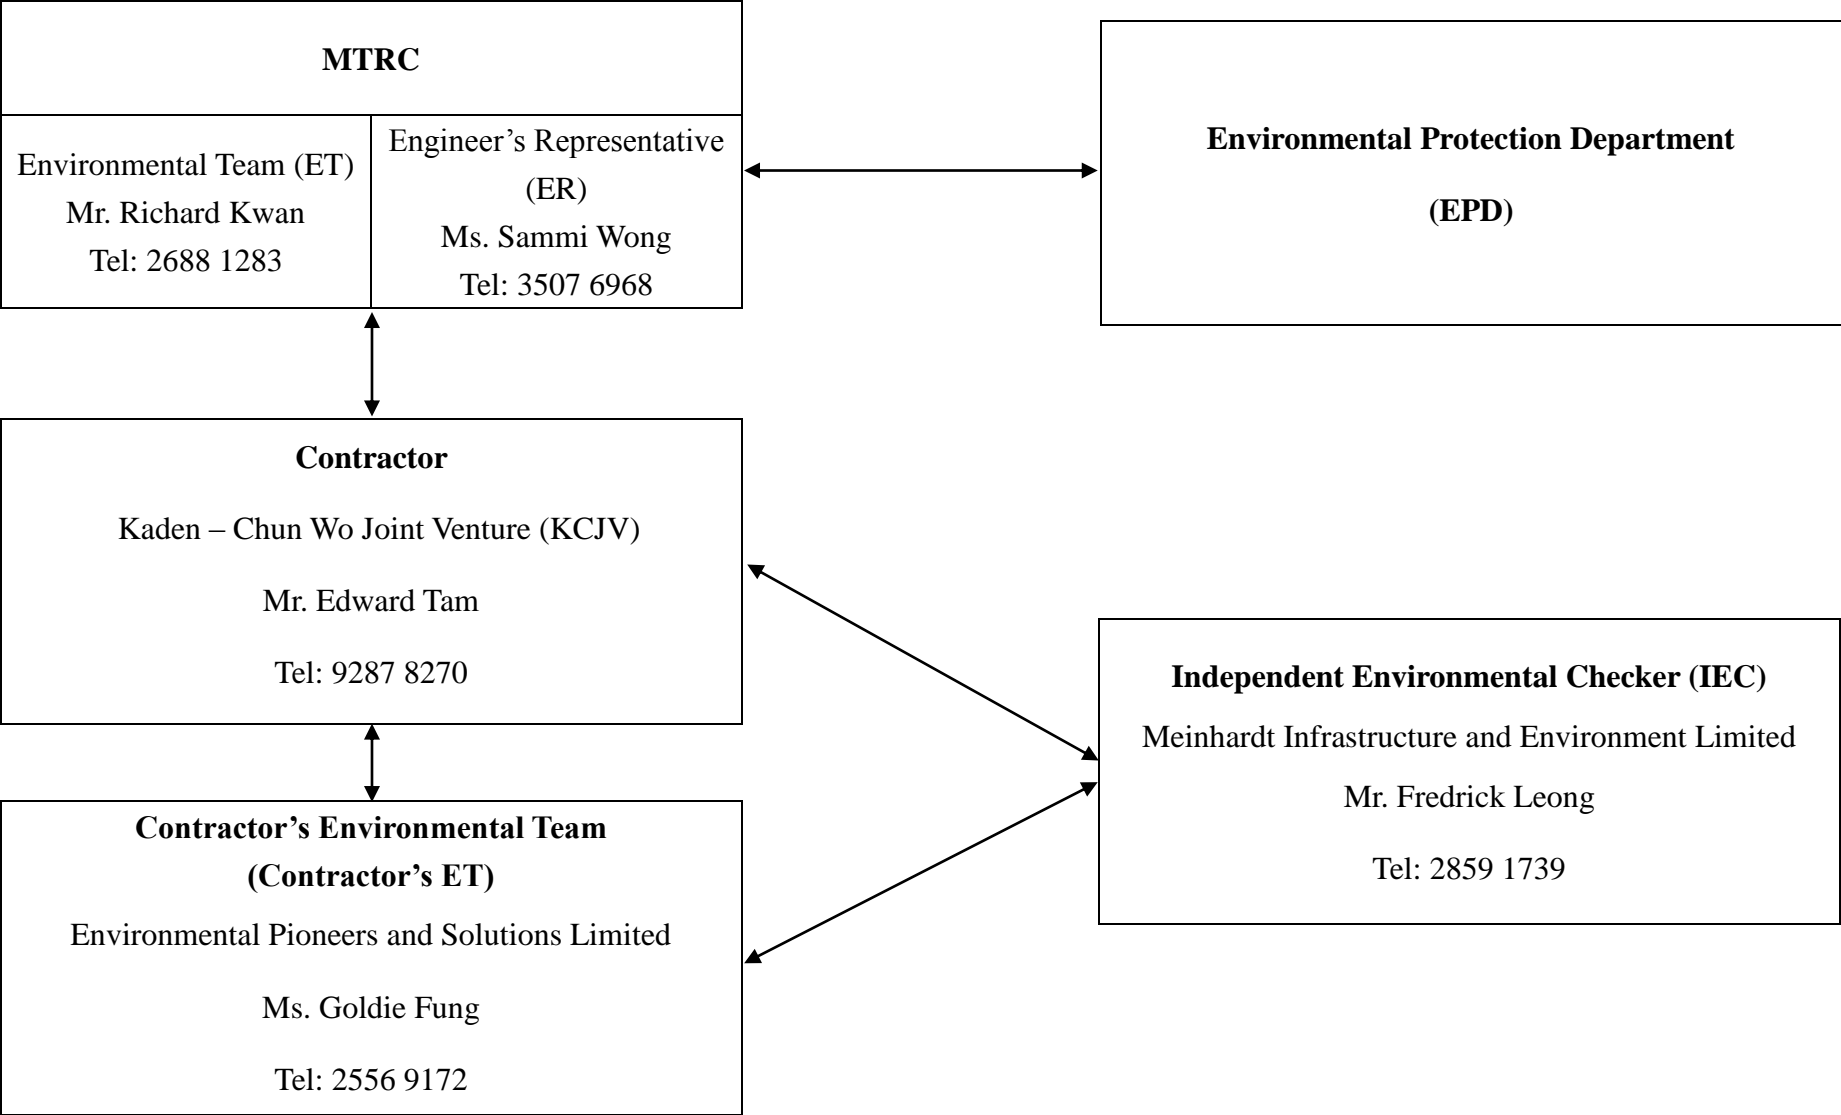 MTRC
Environmental Team (ET)
Mr. Richard Kwan
Tel: 2688 1283
Engineer’s Representative
(ER)
Ms. Sammi Wong
Tel: 3507 6968
Environmental Protection Department
(EPD)
Contractor
Kaden – Chun Wo Joint Venture (KCJV)
Mr. Edward Tam
Tel: 9287 8270
Independent Environmental Checker (IEC)
Meinhardt Infrastructure and Environment Limited
Mr. Fredrick Leong
Tel: 2859 1739
Contractor’s Environmental Team
(Contractor’s ET)
Environmental Pioneers and Solutions Limited
Ms. Goldie Fung
Tel: 2556 9172